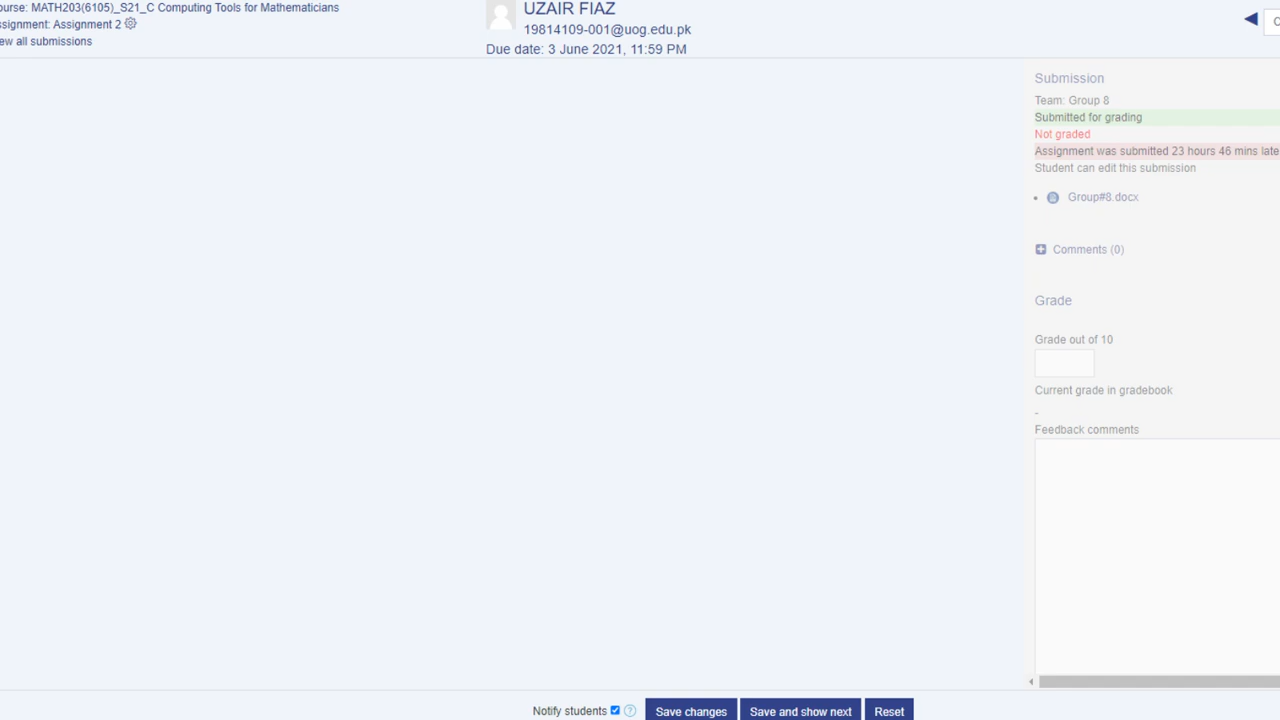 ourse: MATH203(6105)_S21_C Computing Tools for Mathematicians
ssignment: Assignment 2
ew all submissions
UZAIR FIAZ
19814109-001@uog.edu.pk
Due date: 3 June 2021, 11:59 PM
Submission
Team: Group 8
Submitted for grading
Not graded
Assignment was submitted 23 hours 46 mins late
Student can edit this submission
Group#8.docx
Comments (0)
Grade
Grade out of 10
Current grade in gradebook
-
Feedback comments
Notify students
Save changes
Save and show next
Reset